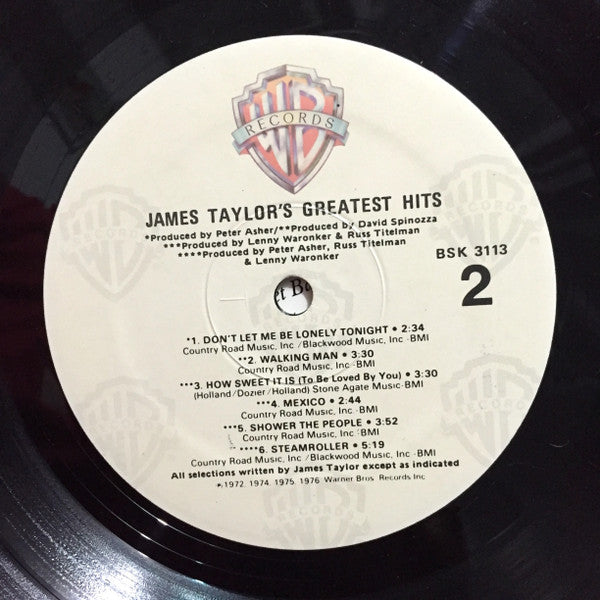 WB
RECORDS
JAMES TAYLOR'S GREATEST HITS
*Produced by Peter Asher/**Produced by David Spinozza
***Produced by Lenny Waronker & Russ Titelman
****Produced by Peter Asher, Russ Titelman
& Lenny Waronker
BSK 3113
2
*1. DON'T LET ME BE LONELY TONIGHT • 2:34
Country Road Music, Inc./Blackwood Music, Inc.-BMI
**2. WALKING MAN • 3:30
Country Road Music, Inc.-BMI
***3. HOW SWEET IT IS (To Be Loved By You) • 3:30
(Holland/Dozier/Holland) Stone Agate Music-BMI
***4. MEXICO • 2:44
Country Road Music, Inc.-BMI
***5. SHOWER THE PEOPLE • 3:52
Country Road Music, Inc.-BMI
****6. STEAMROLLER • 5:19
Country Road Music, Inc./Blackwood Music, Inc.-BMI
All selections written by James Taylor except as indicated
℗ 1972, 1974, 1975, 1976 Warner Bros. Records Inc.